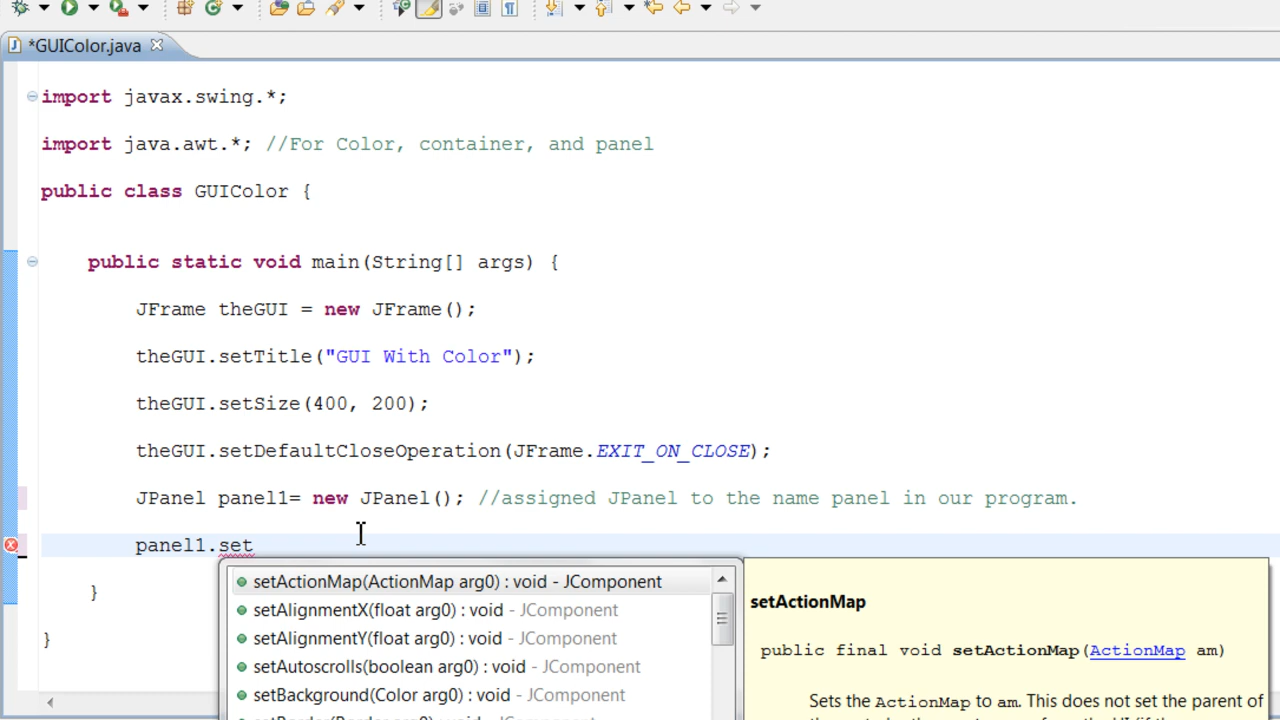 *GUIColor.java
import javax.swing.*;
import java.awt.*; //For Color, container, and panel
public class GUIColor {
public static void main(String[] args) {
JFrame theGUI = new JFrame();
theGUI.setTitle("GUI With Color");
theGUI.setSize(400, 200);
theGUI.setDefaultCloseOperation(JFrame.EXIT_ON_CLOSE);
JPanel panel1= new JPanel(); //assigned JPanel to the name panel in our program.
panel1.set
}
}
setActionMap(ActionMap arg0) : void - JComponent
setAlignmentX(float arg0) : void - JComponent
setAlignmentY(float arg0) : void - JComponent
setAutoscrolls(boolean arg0) : void - JComponent
setBackground(Color arg0) : void - JComponent
setActionMap
public final void setActionMap(ActionMap am)
Sets the ActionMap to am. This does not set the parent of